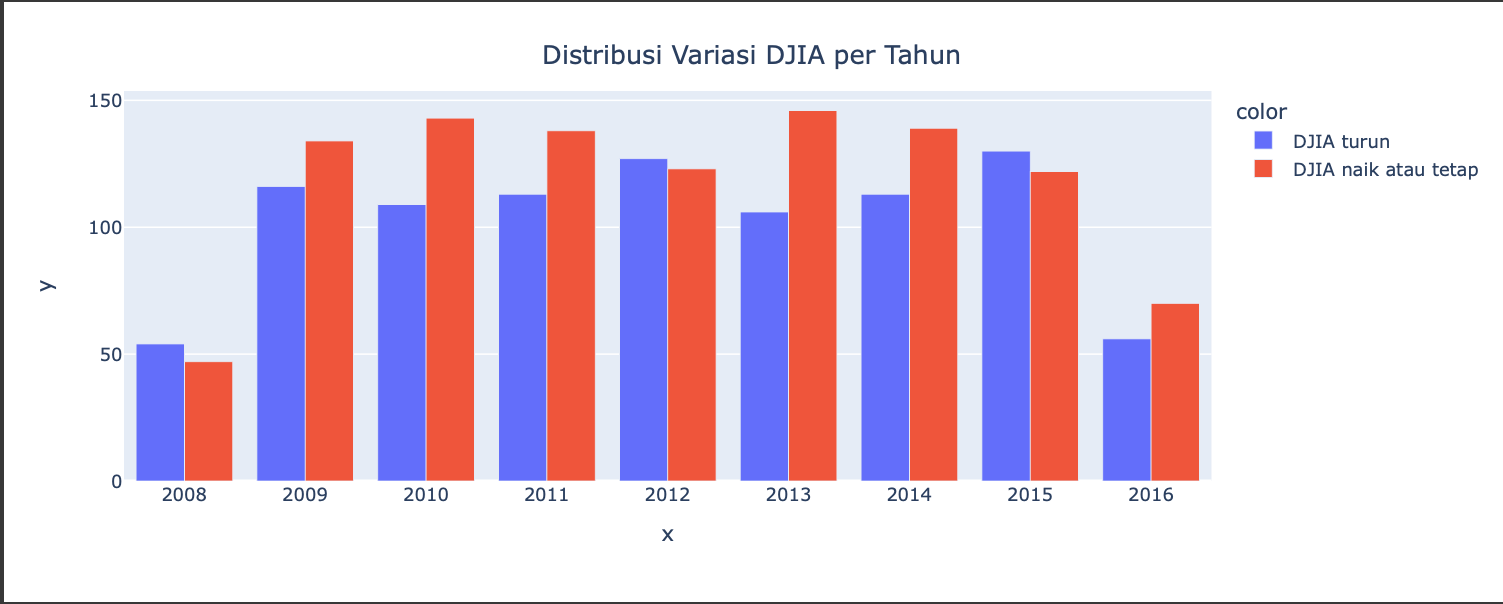 Distribusi Variasi DJIA per Tahun
150
100
50
0
y
2008 2009 2010 2011 2012 2013 2014 2015 2016
x
color
DJIA turun
DJIA naik atau tetap